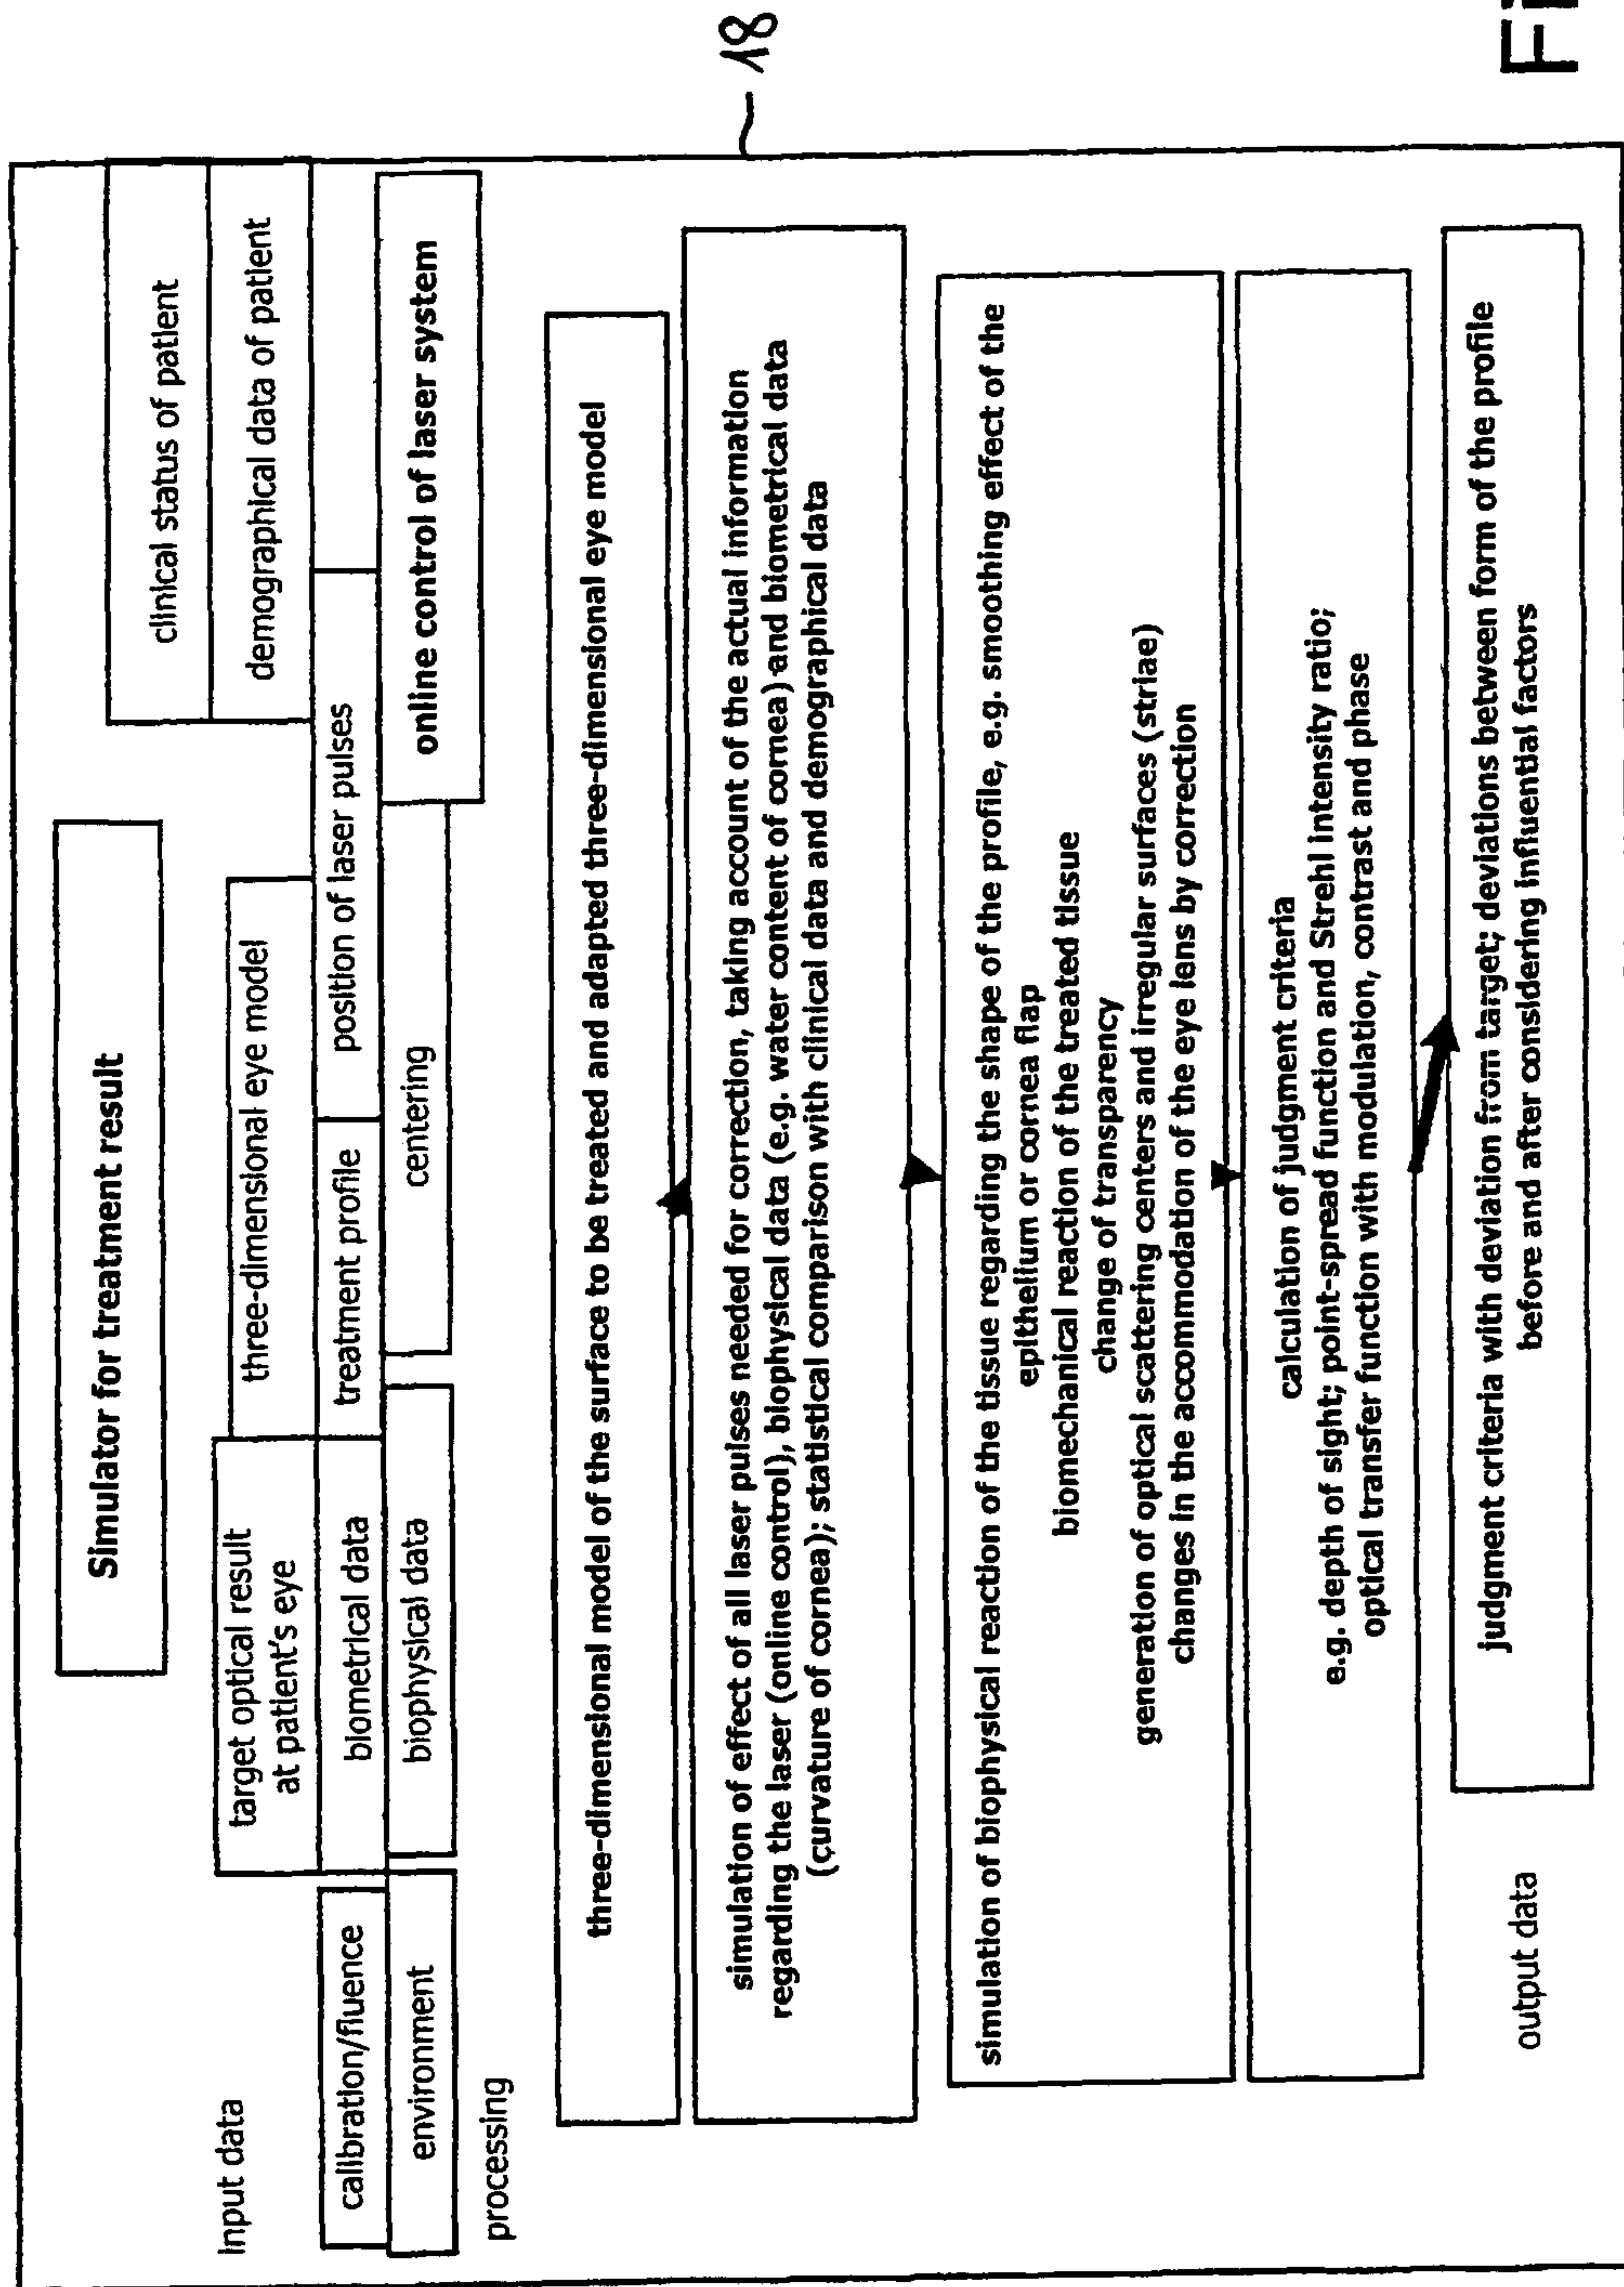 Simulator for treatment result
Input data
clinical status of patient
target optical result
at patient's eye
three-dimensional eye model
demographical data of patient
calibration/fluence
biometrical data
treatment profile
position of laser pulses
environment
biophysical data
centering
online control of laser system
processing
three-dimensional model of the surface to be treated and adapted three-dimensional eye model
simulation of effect of all laser pulses needed for correction, taking account of the actual information
regarding the laser (online control), biophysical data (e.g. water content of cornea) and biometrical data
(curvature of cornea); statistical comparison with clinical data and demographical data
simulation of biophysical reaction of the tissue regarding the shape of the profile, e.g. smoothing effect of the
epithelium or cornea flap
biomechanical reaction of the treated tissue
change of transparency
generation of optical scattering centers and irregular surfaces (striae)
changes in the accommodation of the eye lens by correction
calculation of judgment criteria
e.g. depth of sight; point-spread function and Strehl intensity ratio;
optical transfer function with modulation, contrast and phase
output data
judgment criteria with deviation from target; deviations between form of the profile
before and after considering influential factors
18